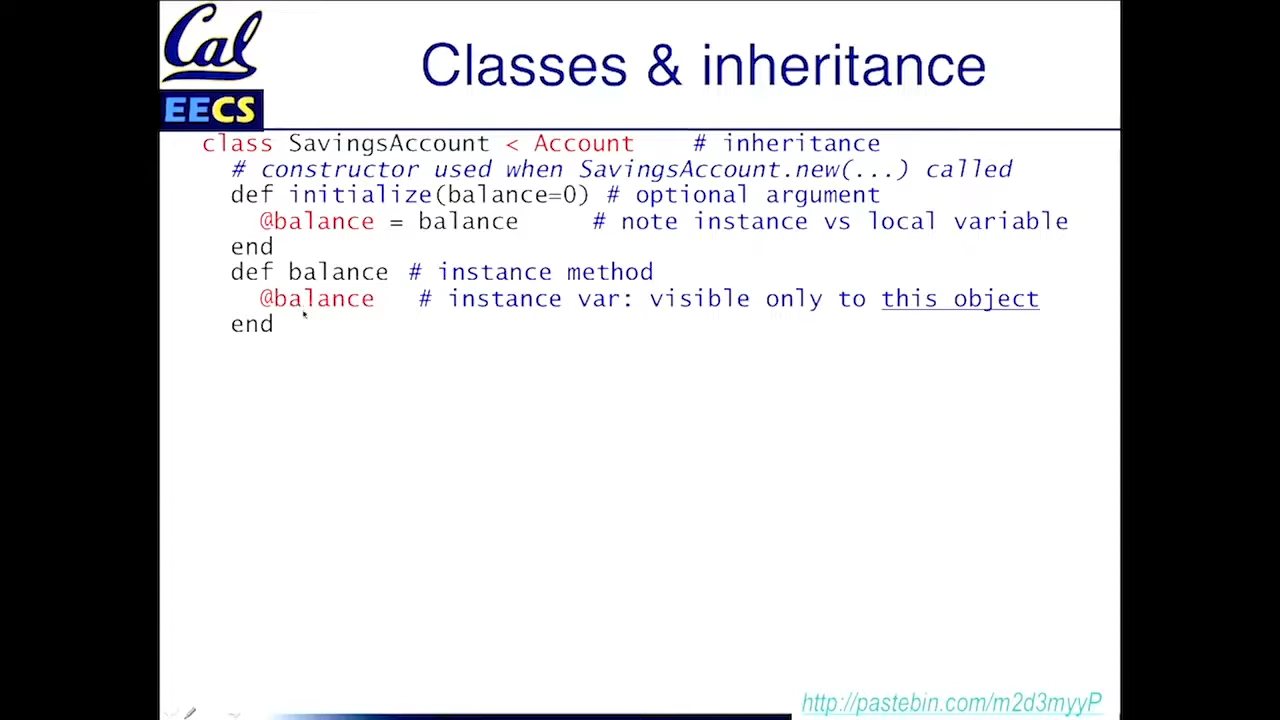 Cal
EECS
Classes & inheritance
class SavingsAccount < Account # inheritance
# constructor used when SavingsAccount.new(...) called
def initialize(balance=0) # optional argument
@balance = balance # note instance vs local variable
end
def balance # instance method
@balance # instance var: visible only to this object
end
http://pastebin.com/m2d3myyP